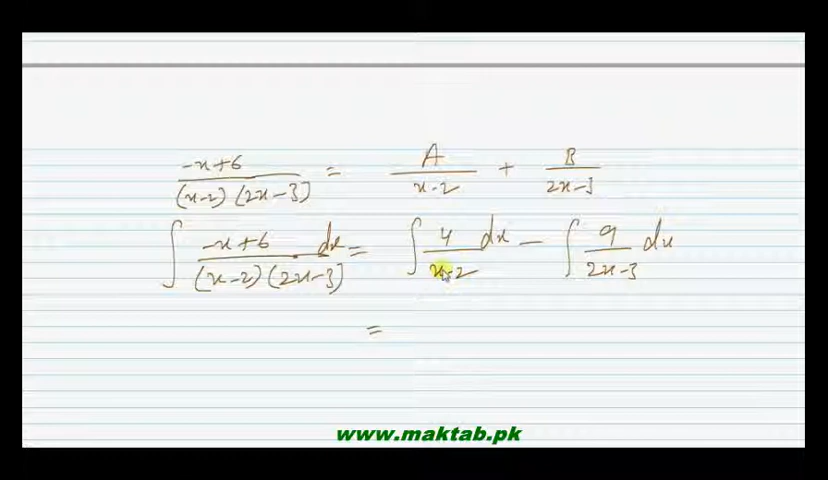 -x+6 / (x-2)(2x-3) = A / x-2 + B / 2x-3
∫ -x+6 / (x-2)(2x-3) dx = ∫ 4 / x-2 dx - ∫ 9 / 2x-3 dx
=
www.maktab.pk